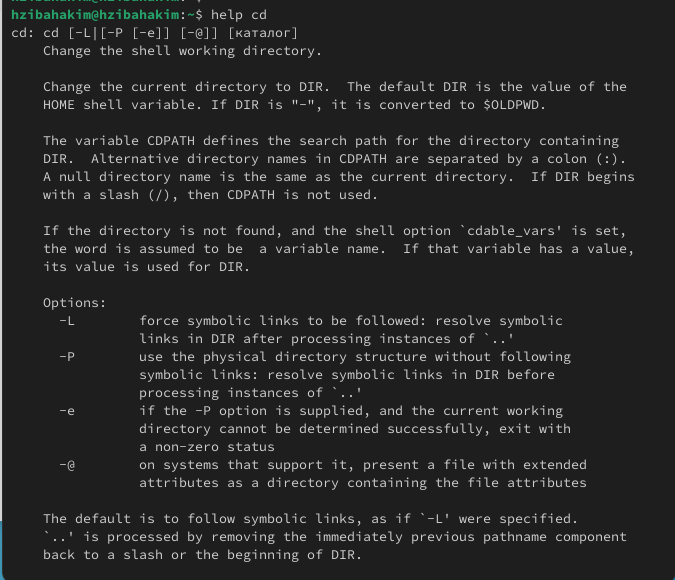 hzibahakim@hzibahakim:~$ help cd
cd: cd [-L|[-P [-e]] [-@]] [каталог]
Change the shell working directory.
Change the current directory to DIR.  The default DIR is the value of the
HOME shell variable. If DIR is "-", it is converted to $OLDPWD.
The variable CDPATH defines the search path for the directory containing
DIR.  Alternative directory names in CDPATH are separated by a colon (:).
A null directory name is the same as the current directory.  If DIR begins
with a slash (/), then CDPATH is not used.
If the directory is not found, and the shell option `cdable_vars' is set,
the word is assumed to be  a variable name.  If that variable has a value,
its value is used for DIR.
Options:
-L        force symbolic links to be followed: resolve symbolic
links in DIR after processing instances of `..'
-P        use the physical directory structure without following
symbolic links: resolve symbolic links in DIR before
processing instances of `..'
-e        if the -P option is supplied, and the current working
directory cannot be determined successfully, exit with
a non-zero status
-@        on systems that support it, present a file with extended
attributes as a directory containing the file attributes
The default is to follow symbolic links, as if `-L' were specified.
`..' is processed by removing the immediately previous pathname component
back to a slash or the beginning of DIR.